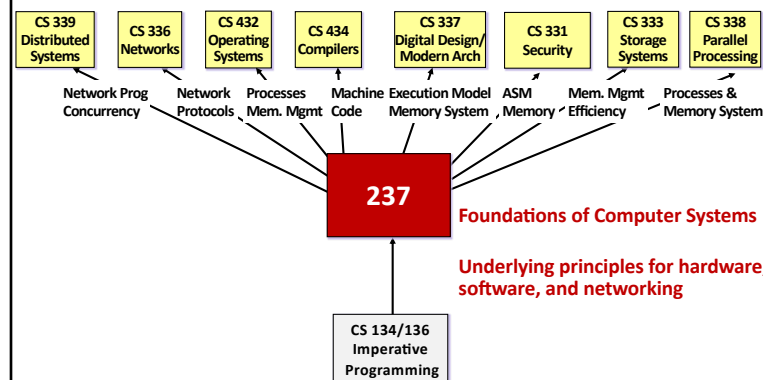 CS 339
Distributed
Systems
CS 336
Networks
CS 432
Operating
Systems
CS 434
Compilers
CS 337
Digital Design/
Modern Arch
CS 331
Security
CS 333
Storage
Systems
CS 338
Parallel
Processing
Network Prog
Concurrency
Network
Protocols
Processes
Mem. Mgmt
Machine
Code
Execution Model
Memory System
ASM
Memory
Mem. Mgmt
Efficiency
Processes &
Memory System
237
Foundations of Computer Systems
Underlying principles for hardware,
software, and networking
CS 134/136
Imperative
Programming